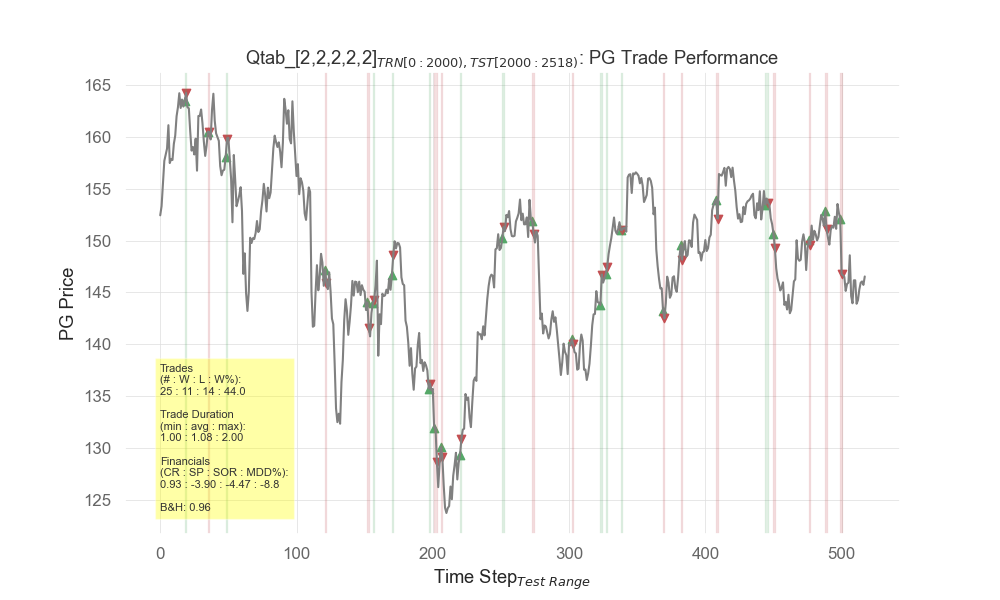 Qtab_[2,2,2,2,2]TRN[0 : 2000), TST[2000 : 2518): PG Trade Performance
165
160
155
150
145
140
135
130
125
PG Price
Trades
(# : W : L : W%):
25 : 11 : 14 : 44.0
Trade Duration
(min : avg : max):
1.00 : 1.08 : 2.00
Financials
(CR : SP : SOR : MDD%):
0.93 : -3.90 : -4.47 : -8.8
B&H: 0.96
0 100 200 300 400 500
Time StepTest Range